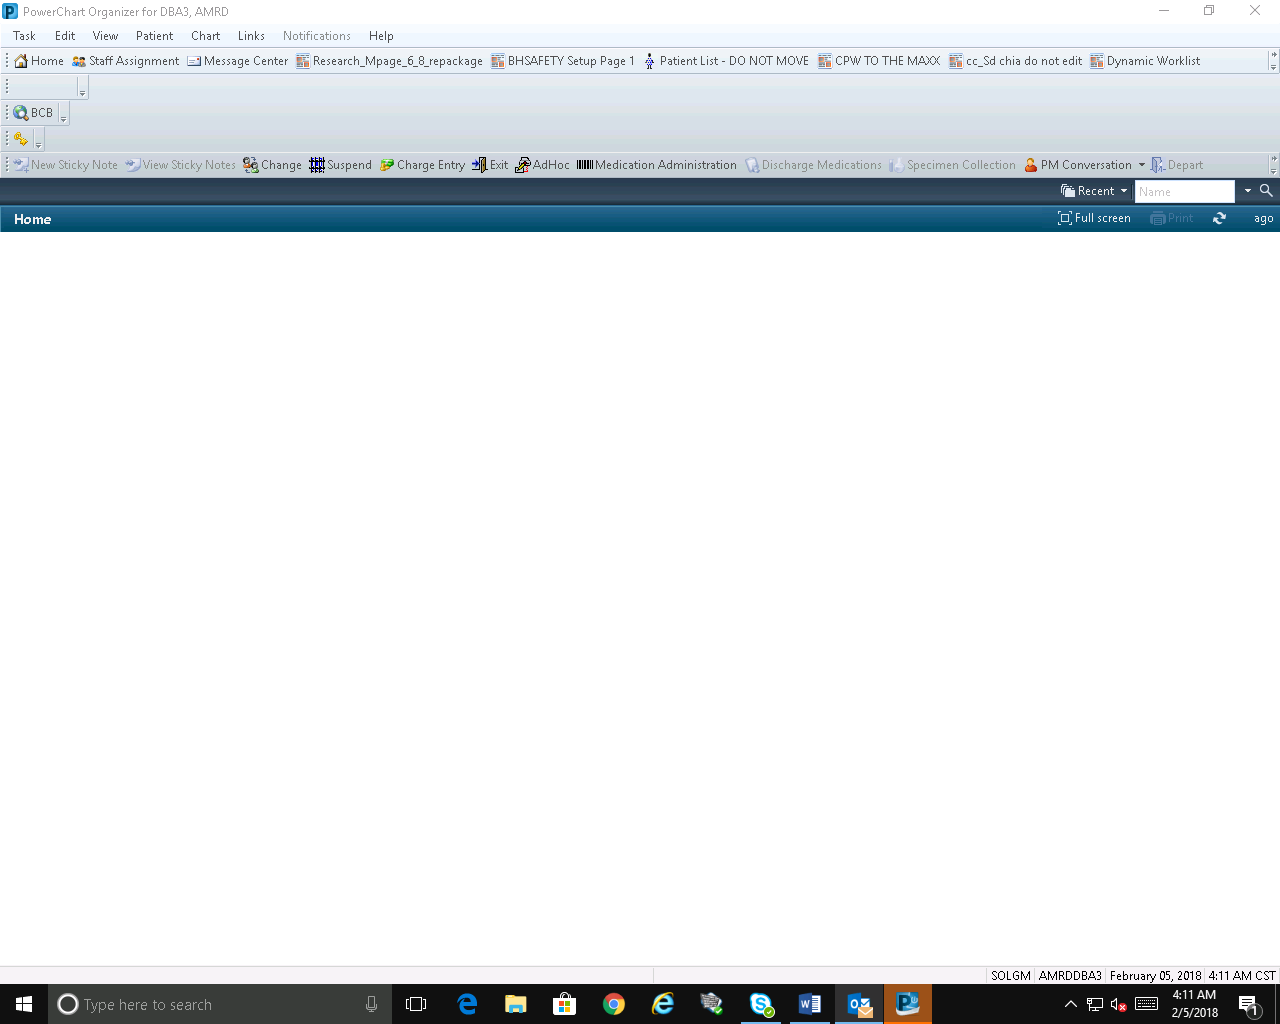 PowerChart Organizer for DBA3, AMRD
Task Edit View Patient Chart Links Notifications Help
Home Staff Assignment Message Center Research_Mpage_6_8_repackage BHSAFETY Setup Page 1 Patient List - DO NOT MOVE CPW TO THE MAXX cc_Sd chia do not edit Dynamic Worklist
BCB
New Sticky Note View Sticky Notes Change Suspend Charge Entry Exit AdHoc Medication Administration Discharge Medications Specimen Collection PM Conversation Depart
Recent Name
Home Full screen Print ago
SOLGM AMRDDBA3 February 05, 2018 4:11 AM CST
Type here to search
4:11 AM
2/5/2018
1